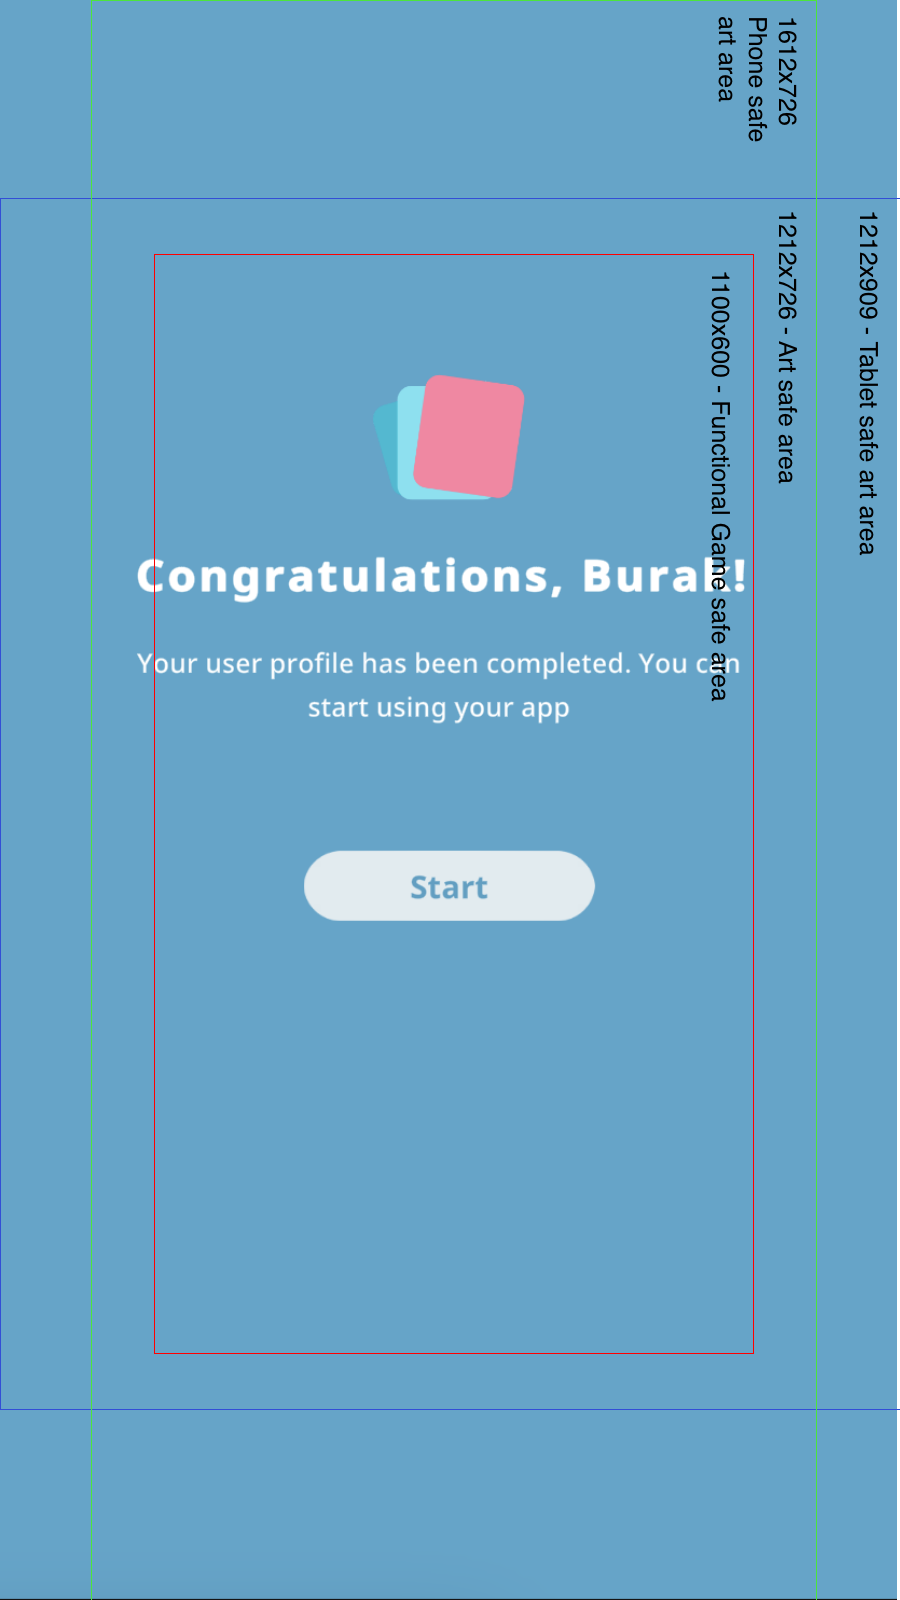 1612x726
Phone safe
art area
1212x909 - Tablet safe art area
1212x726 - Art safe area
1100x600 - Functional Game safe area
Congratulations, Burak!
Your user profile has been completed. You can
start using your app
Start